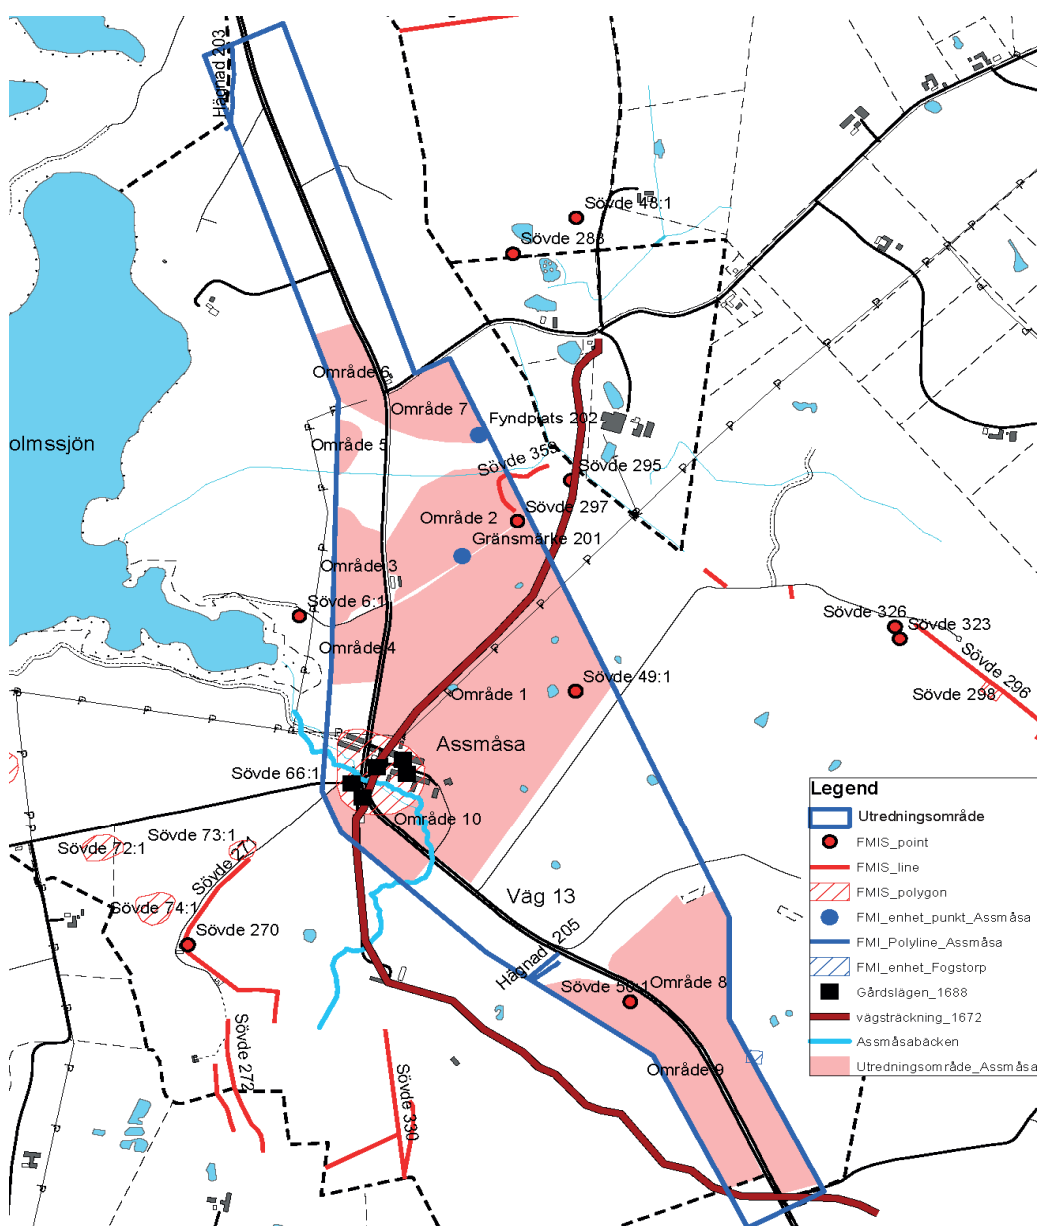 Hägnad 203
Sövde 48:1
Sövde 288
Område 6
Område 7
Fyndplats 202
olmssjön
Område 5
Sövde 359
Sövde 295
Sövde 297
Område 2
Gränsmärke 201
Område 3
Sövde 6:1
Sövde 326
Sövde 323
Område 4
Sövde 296
Sövde 49:1
Område 1
Sövde 298
Assmåsa
Sövde 66:1
Område 10
Sövde 73:1
Sövde 72:1
Sövde 271
Väg 13
Sövde 74:1
Sövde 270
Hägnad 205
Sövde 50:1
Område 8
Sövde 272
Område 9
Sövde 330
Legend
Utredningsområde
FMIS_point
FMIS_line
FMIS_polygon
FMI_enhet_punkt_Assmåsa
FMI_Polyline_Assmåsa
FMI_enhet_Fogstorp
Gårdslägen_1688
vägsträckning_1672
Assmåsabäcken
Utredningsområde_Assmåsa